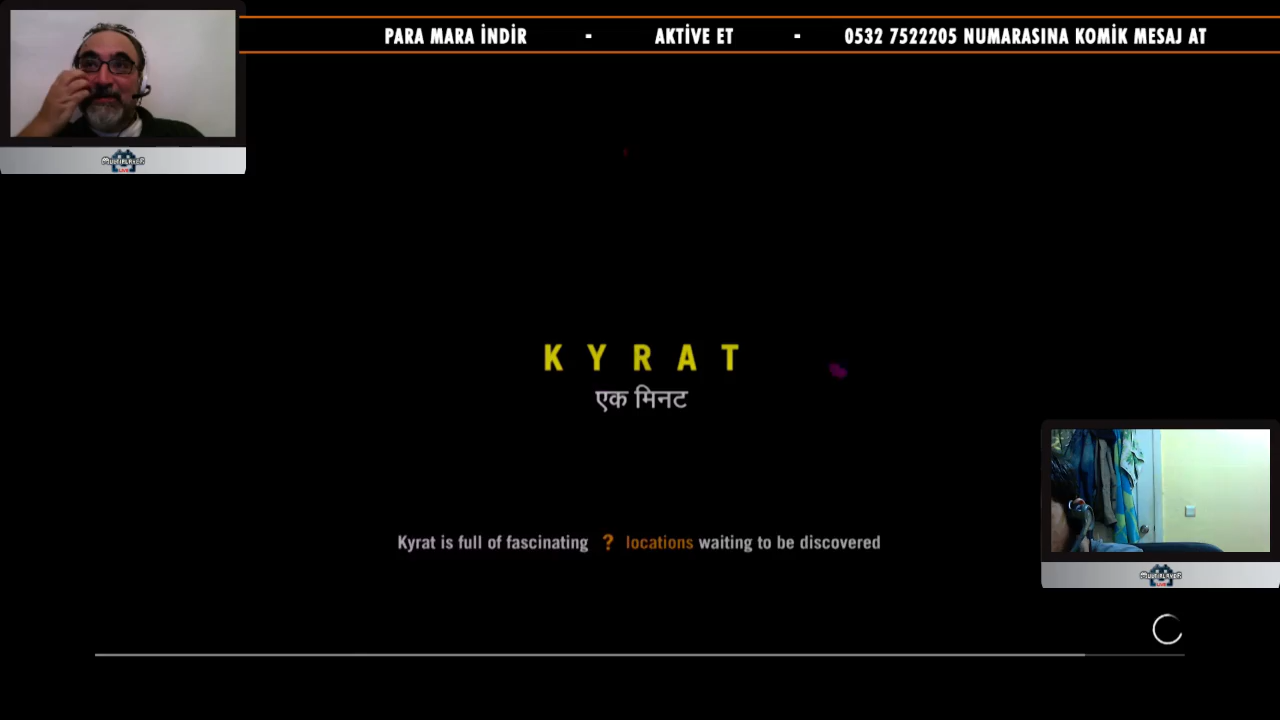 PARA MARA İNDİR - AKTİVE ET - 0532 7522205 NUMARASINA KOMİK MESAJ AT
KYRAT
एक मिनट
Kyrat is full of fascinating ? locations waiting to be discovered